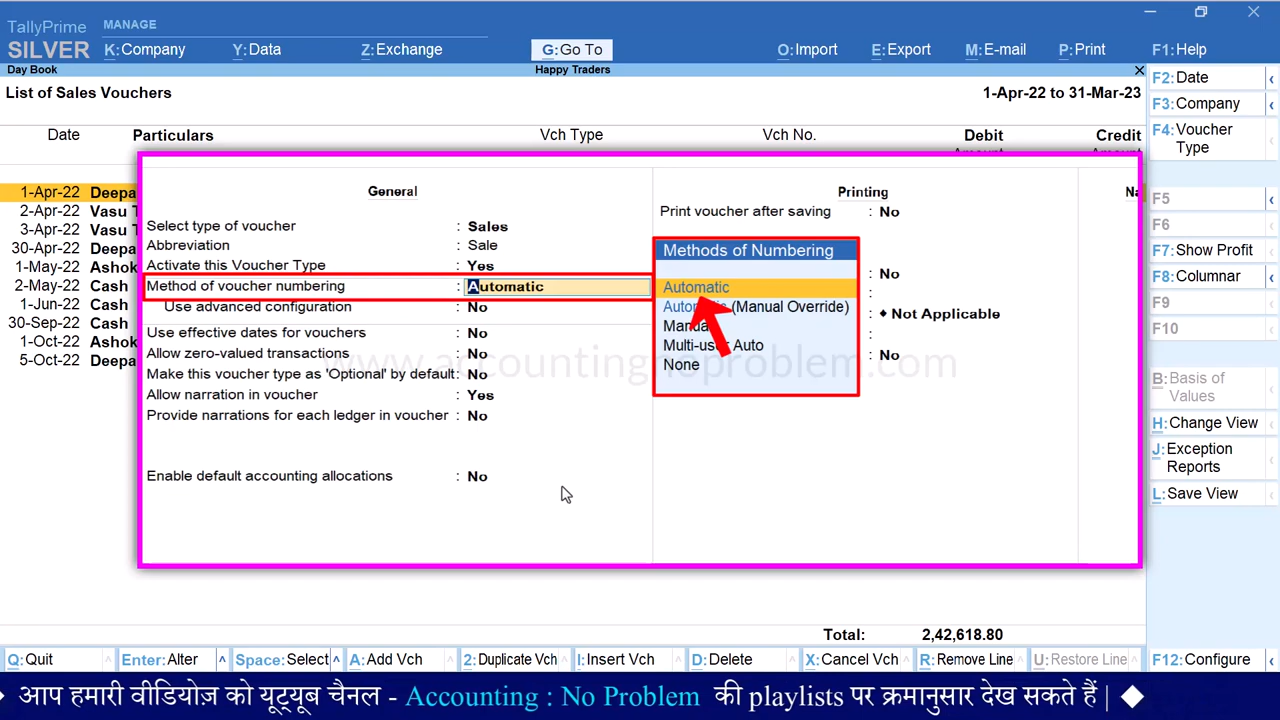 TallyPrime MANAGE
SILVER K:Company Y:Data Z:Exchange G:Go To O:Import E:Export M:E-mail P:Print F1:Help
Day Book Happy Traders
List of Sales Vouchers 1-Apr-22 to 31-Mar-23
Date Particulars Vch Type Vch No. Debit Credit
1-Apr-22 Deepa
2-Apr-22 Vasu
3-Apr-22 Vasu
30-Apr-22 Deepa
1-May-22 Ashok
2-May-22 Cash
1-Jun-22 Cash
30-Sep-22 Cash
1-Oct-22 Ashok
5-Oct-22 Deepa
General
Select type of voucher : Sales
Abbreviation : Sale
Activate this Voucher Type : Yes
Method of voucher numbering : Automatic
Use advanced configuration : No
Use effective dates for vouchers : No
Allow zero-valued transactions : No
Make this voucher type as 'Optional' by default : No
Allow narration in voucher : Yes
Provide narrations for each ledger in voucher : No
Enable default accounting allocations : No
Printing
Print voucher after saving : No
: No
:
: ♦ Not Applicable
:
: No
Methods of Numbering
Automatic
(Manual Override)
Multi-user Auto
None
www.accountingnoproblem.com
Total: 2,42,618.80
F2:Date
F3:Company
F4:Voucher
Type
F5
F6
F7:Show Profit
F8:Columnar
F9
F10
B:Basis of
Values
H:Change View
J:Exception
Reports
L:Save View
Q:Quit Enter:Alter Space:Select A:Add Vch 2:Duplicate Vch I:Insert Vch D:Delete X:Cancel Vch R:Remove Line U:Restore Line F12:Configure
आप हमारी वीडियोज़ को यूट्यूब चैनल - Accounting : No Problem की playlists पर क्रमानुसार देख सकते हैं |